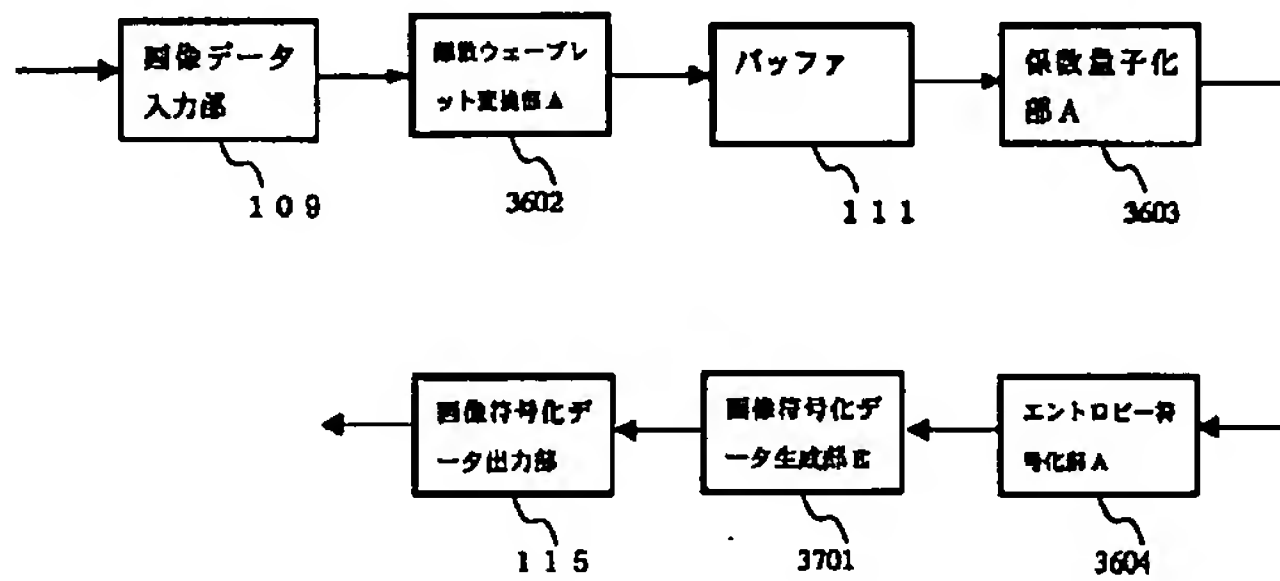 画像データ
入力部
109
離散ウェーブレ
ット変換部A
3602
バッファ
111
係数量子化
部A
3603
画像符号化デ
ータ出力部
115
画像符号化デ
ータ生成部E
3701
エントロピー符
号化部A
3604